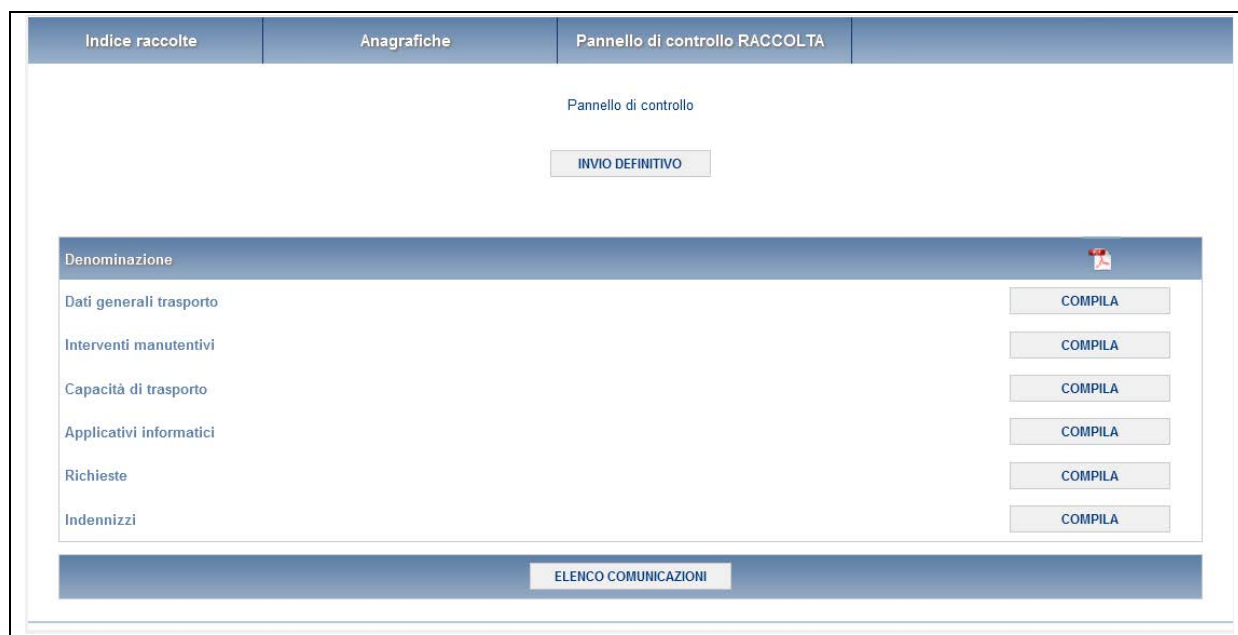 Indice raccolte Anagrafiche Pannello di controllo RACCOLTA
Pannello di controllo
INVIO DEFINITIVO
Denominazione
Dati generali trasporto COMPILA
Interventi manutentivi COMPILA
Capacità di trasporto COMPILA
Applicativi informatici COMPILA
Richieste COMPILA
Indennizzi COMPILA
ELENCO COMUNICAZIONI